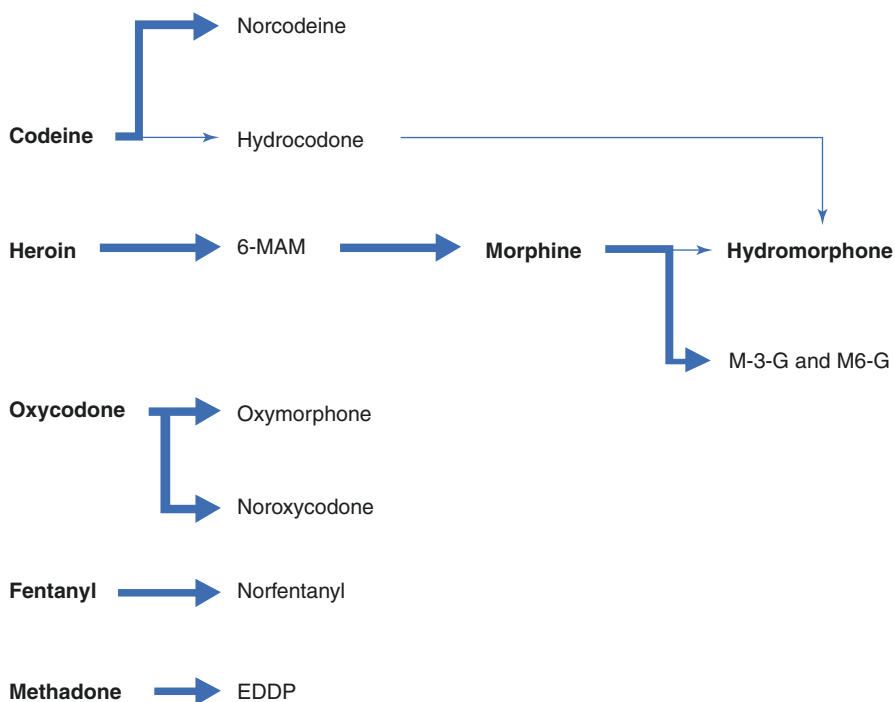 Norcodeine
Codeine
Hydrocodone
Heroin
6-MAM
Morphine
Hydromorphone
M-3-G and M6-G
Oxycodone
Oxymorphone
Noroxycodone
Fentanyl
Norfentanyl
Methadone
EDDP